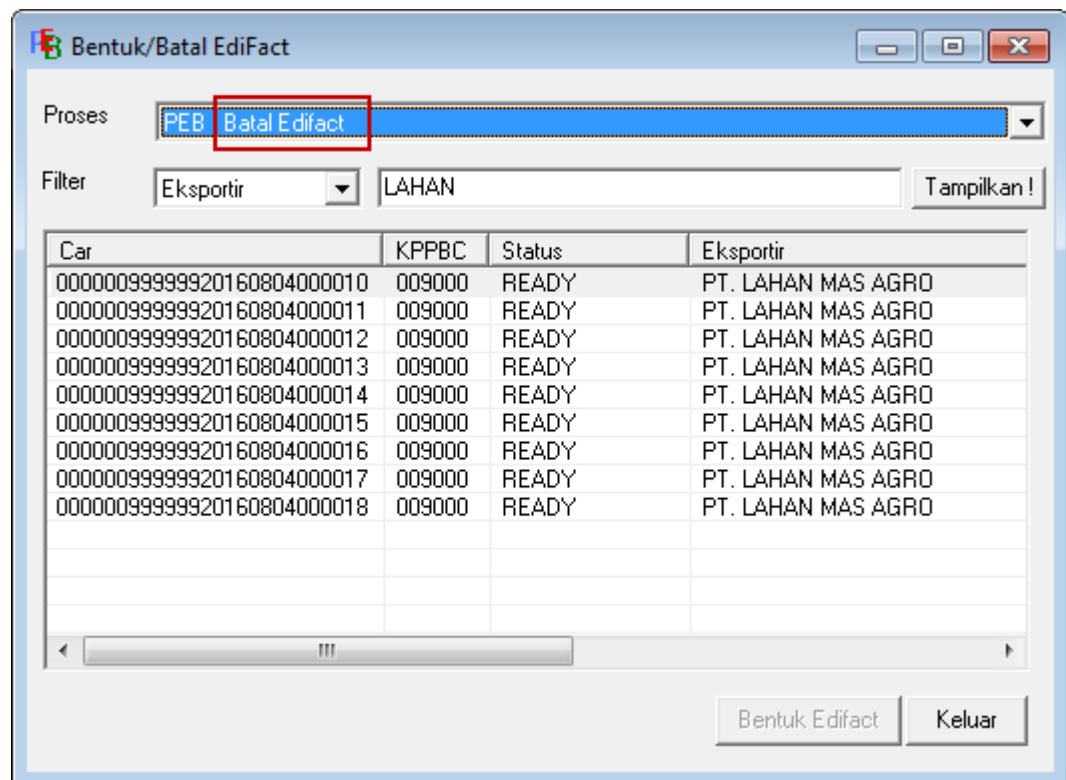 PEB Bentuk/Batal EdiFact
Proses PEB Batal Edifact
Filter Eksportir LAHAN Tampilkan !
Car KPPBC Status Eksportir
00000099999920160804000010 009000 READY PT. LAHAN MAS AGRO
00000099999920160804000011 009000 READY PT. LAHAN MAS AGRO
00000099999920160804000012 009000 READY PT. LAHAN MAS AGRO
00000099999920160804000013 009000 READY PT. LAHAN MAS AGRO
00000099999920160804000014 009000 READY PT. LAHAN MAS AGRO
00000099999920160804000015 009000 READY PT. LAHAN MAS AGRO
00000099999920160804000016 009000 READY PT. LAHAN MAS AGRO
00000099999920160804000017 009000 READY PT. LAHAN MAS AGRO
00000099999920160804000018 009000 READY PT. LAHAN MAS AGRO
Bentuk Edifact Keluar